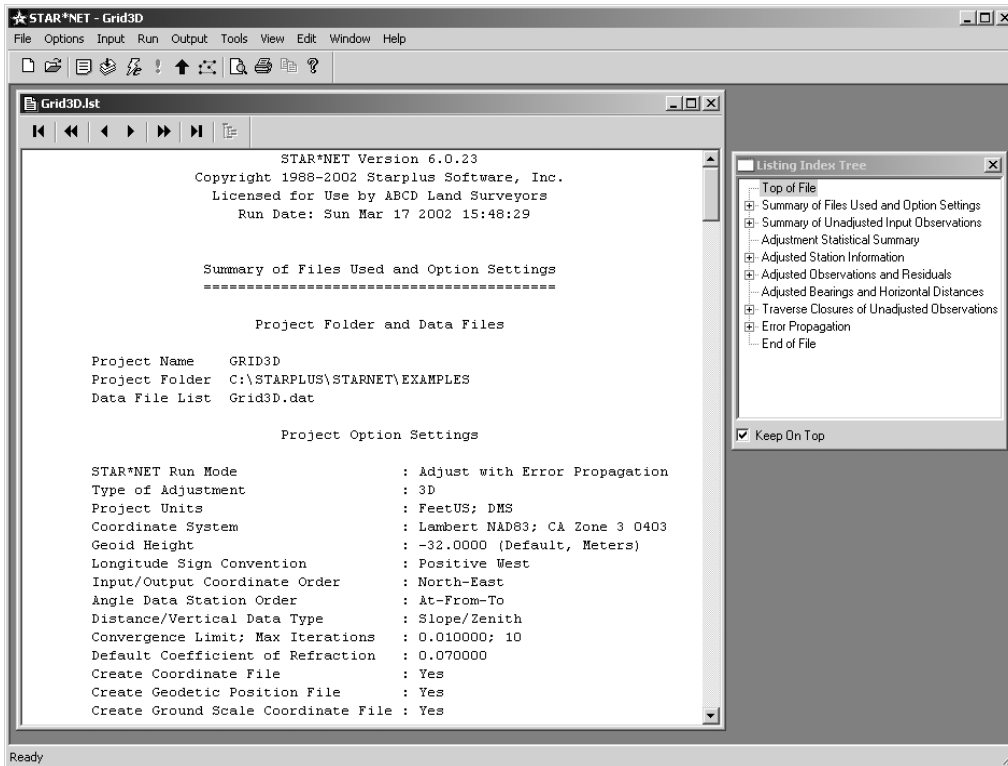 STAR*NET - Grid3D
File Options Input Run Output Tools View Edit Window Help
Grid3D.lst
STAR*NET Version 6.0.23
Copyright 1988-2002 Starplus Software, Inc.
Licensed for Use by ABCD Land Surveyors
Run Date: Sun Mar 17 2002 15:48:29
Summary of Files Used and Option Settings
=========================================
Project Folder and Data Files
Project Name GRID3D
Project Folder C:\STARPLUS\STARNET\EXAMPLES
Data File List Grid3D.dat
Project Option Settings
STAR*NET Run Mode : Adjust with Error Propagation
Type of Adjustment : 3D
Project Units : FeetUS; DMS
Coordinate System : Lambert NAD83; CA Zone 3 0403
Geoid Height : -32.0000 (Default, Meters)
Longitude Sign Convention : Positive West
Input/Output Coordinate Order : North-East
Angle Data Station Order : At-From-To
Distance/Vertical Data Type : Slope/Zenith
Convergence Limit; Max Iterations : 0.010000; 10
Default Coefficient of Refraction : 0.070000
Create Coordinate File : Yes
Create Geodetic Position File : Yes
Create Ground Scale Coordinate File : Yes
Listing Index Tree
Top of File
Summary of Files Used and Option Settings
Summary of Unadjusted Input Observations
Adjustment Statistical Summary
Adjusted Station Information
Adjusted Observations and Residuals
Adjusted Bearings and Horizontal Distances
Traverse Closures of Unadjusted Observations
Error Propagation
End of File
Keep On Top
Ready